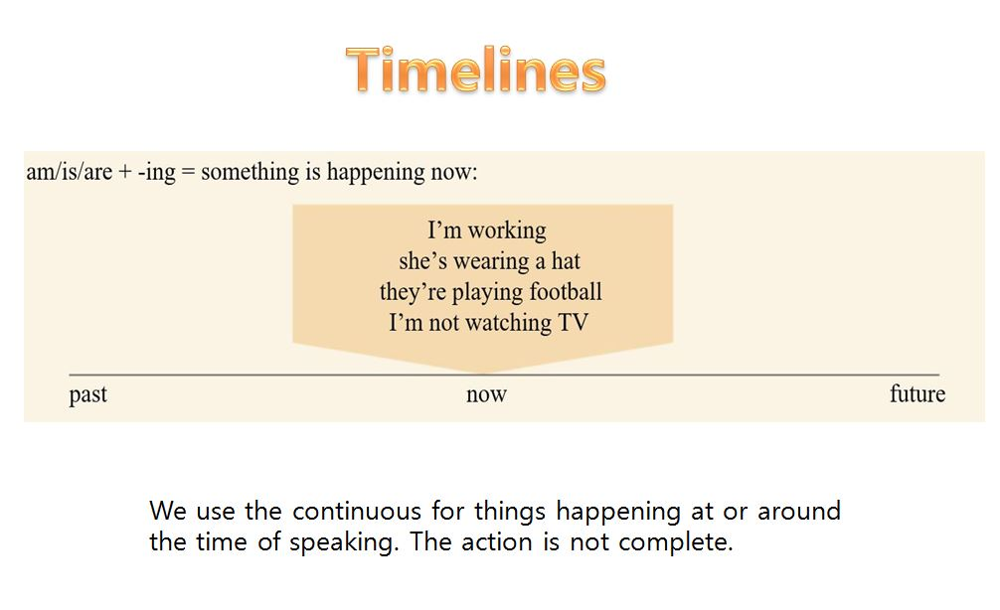 Timelines
am/is/are + -ing = something is happening now:
I’m working
she’s wearing a hat
they’re playing football
I’m not watching TV
past now future
We use the continuous for things happening at or around
the time of speaking. The action is not complete.